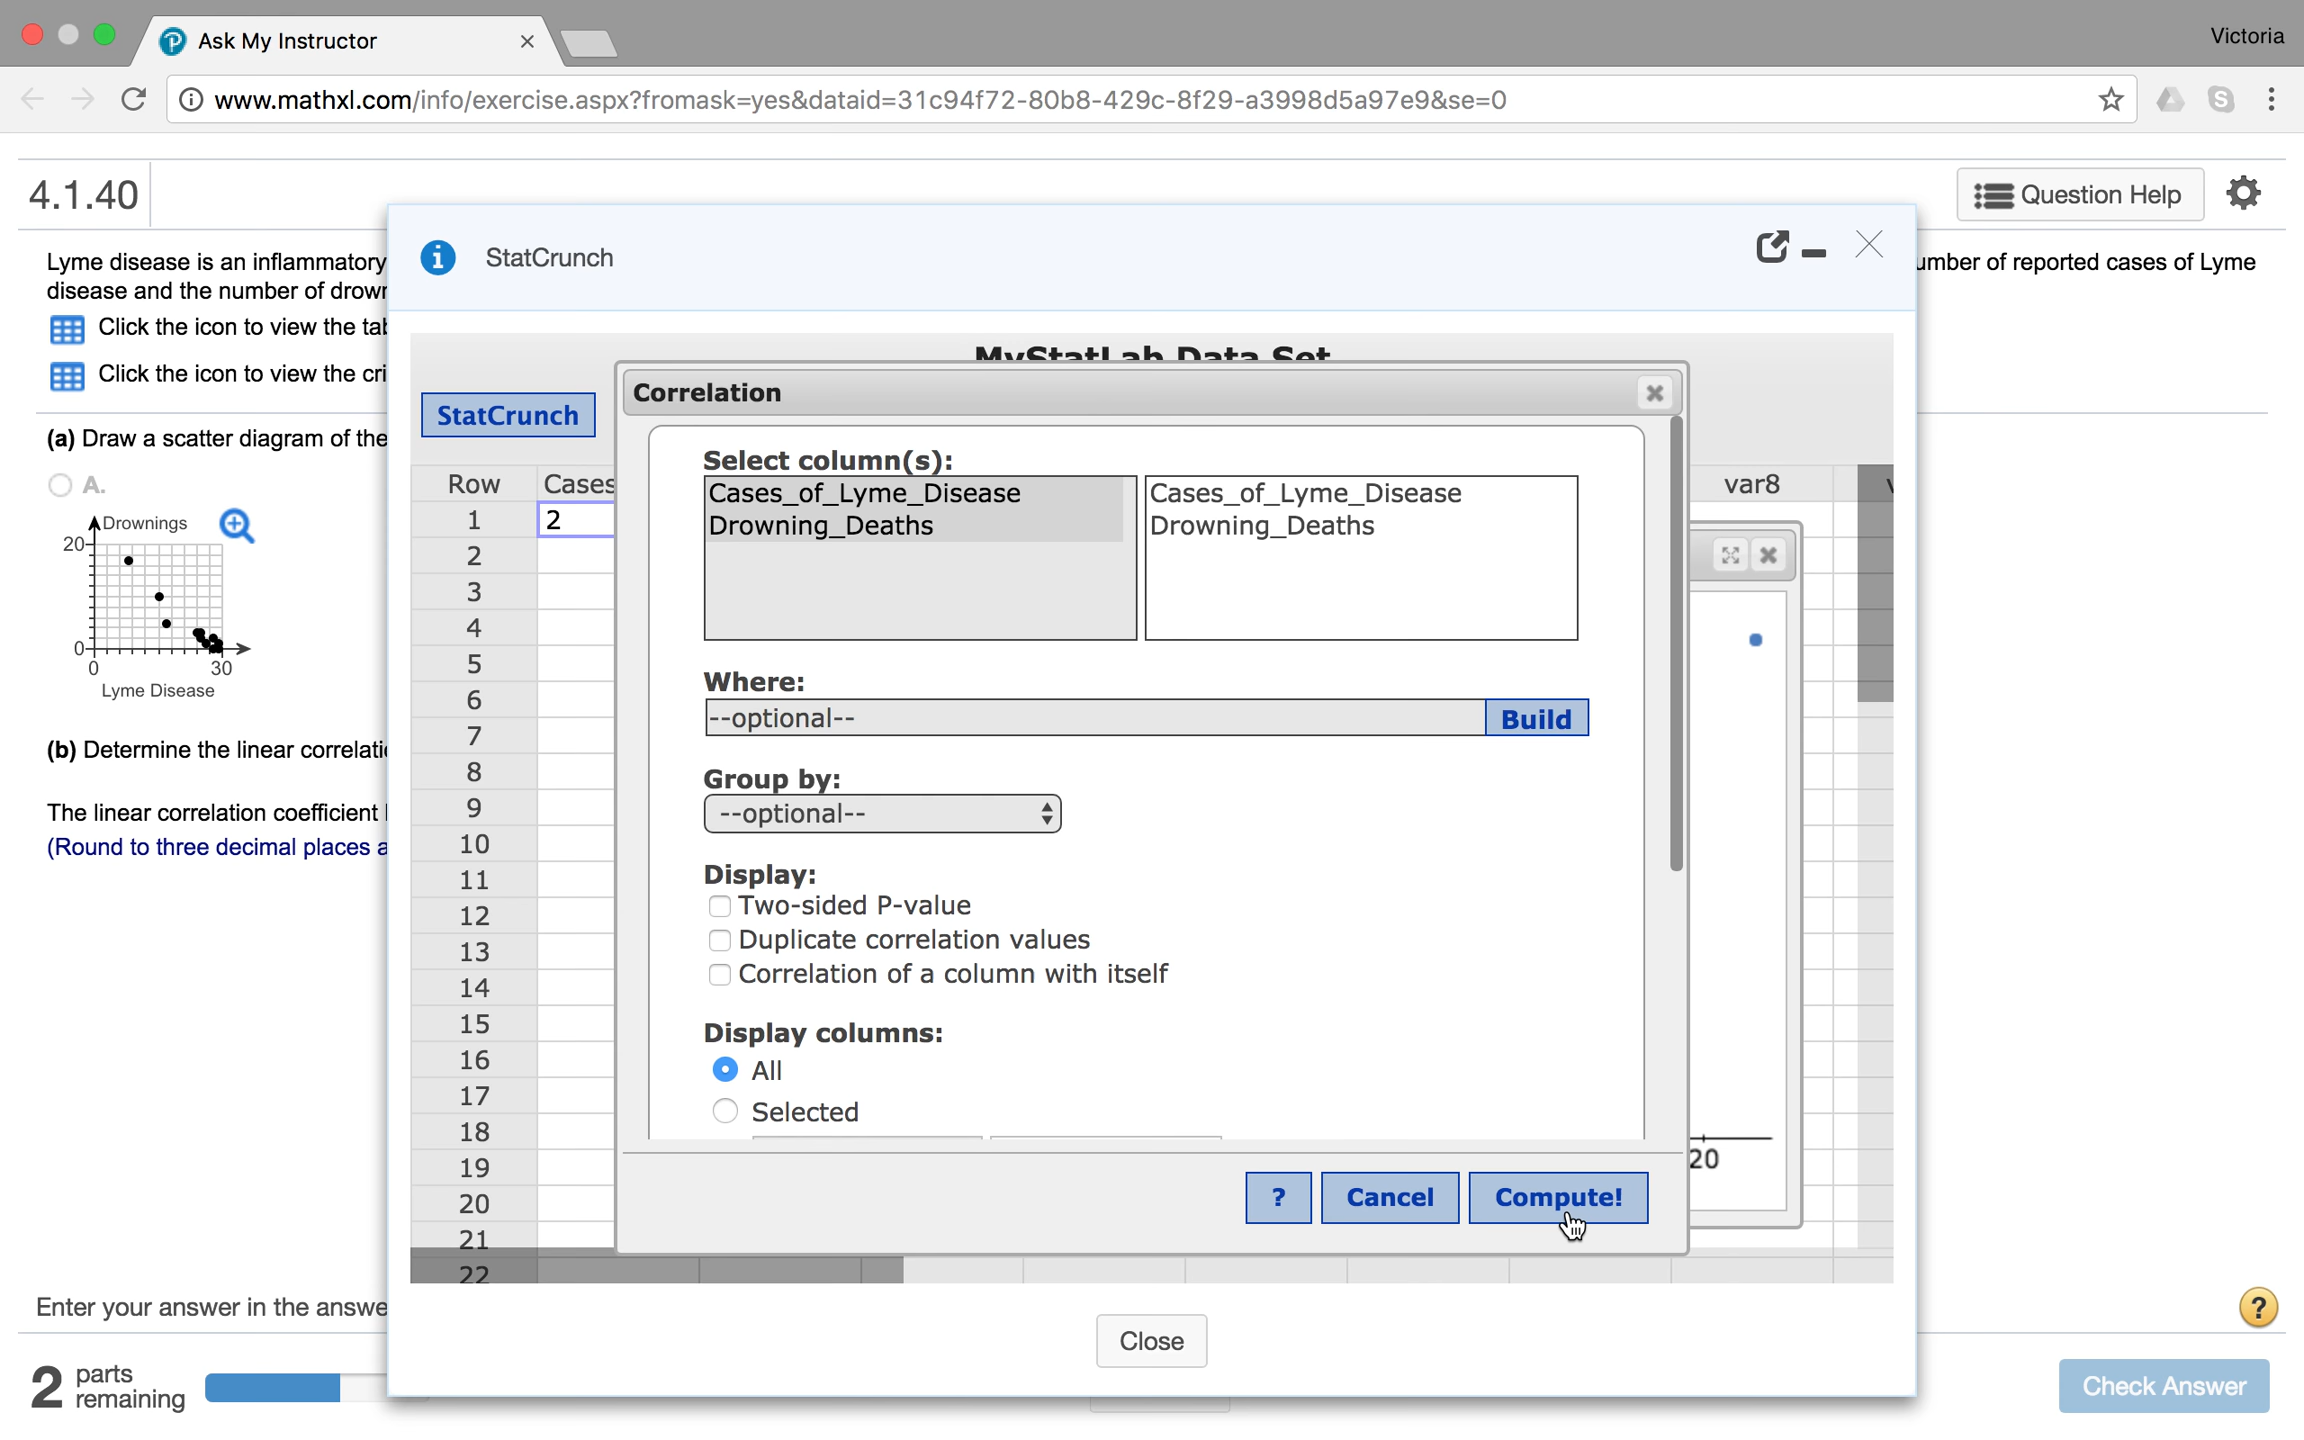 Ask My Instructor
Victoria
www.mathxl.com/info/exercise.aspx?fromask=yes&dataid=31c94f72-80b8-429c-8f29-a3998d5a97e9&se=0
4.1.40
Question Help
StatCrunch
Lyme disease is an inflammatory
umber of reported cases of Lyme
disease and the number of drow
Click the icon to view the
Click the icon to view the
MyStatLab Data Set
Correlation
StatCrunch
(a) Draw a scatter diagram of the
Select column(s):
Row Cases
var8
A.
Cases_of_Lyme_Disease
Drowning_Deaths
Cases_of_Lyme_Disease
Drowning_Deaths
1 2
Drownings
20
0
0 30
Lyme Disease
2
3
4
5
6
7
8
9
10
11
12
13
14
15
16
17
18
19
20
21
22
Where:
--optional--
Build
(b) Determine the linear
Group by:
--optional--
The linear correlation coefficient
(Round to three decimal places
Display:
Two-sided P-value
Duplicate correlation values
Correlation of a column with itself
Display columns:
All
Selected
20
?
Cancel
Compute!
Enter your answer in the
?
Close
2 parts
remaining
Check Answer